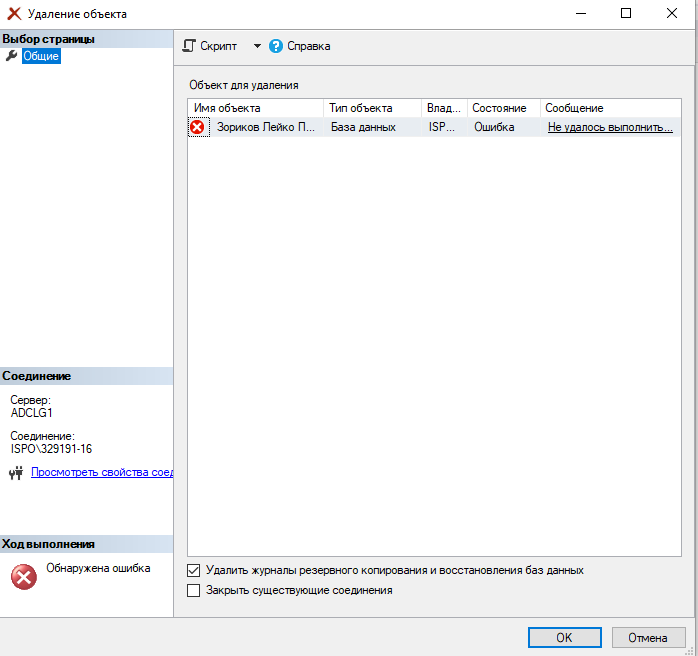 Удаление объекта
Выбор страницы
Общие
Скрипт
Справка
Объект для удаления
Имя объекта Тип объекта Влад... Состояние Сообщение
Зориков Лейко П... База данных ISP... Ошибка Не удалось выполнить...
Соединение
Сервер:
ADCLG1
Соединение:
ISPO\329191-16
Просмотреть свойства соед
Ход выполнения
Обнаружена ошибка
Удалить журналы резервного копирования и восстановления баз данных
Закрыть существующие соединения
OK
Отмена